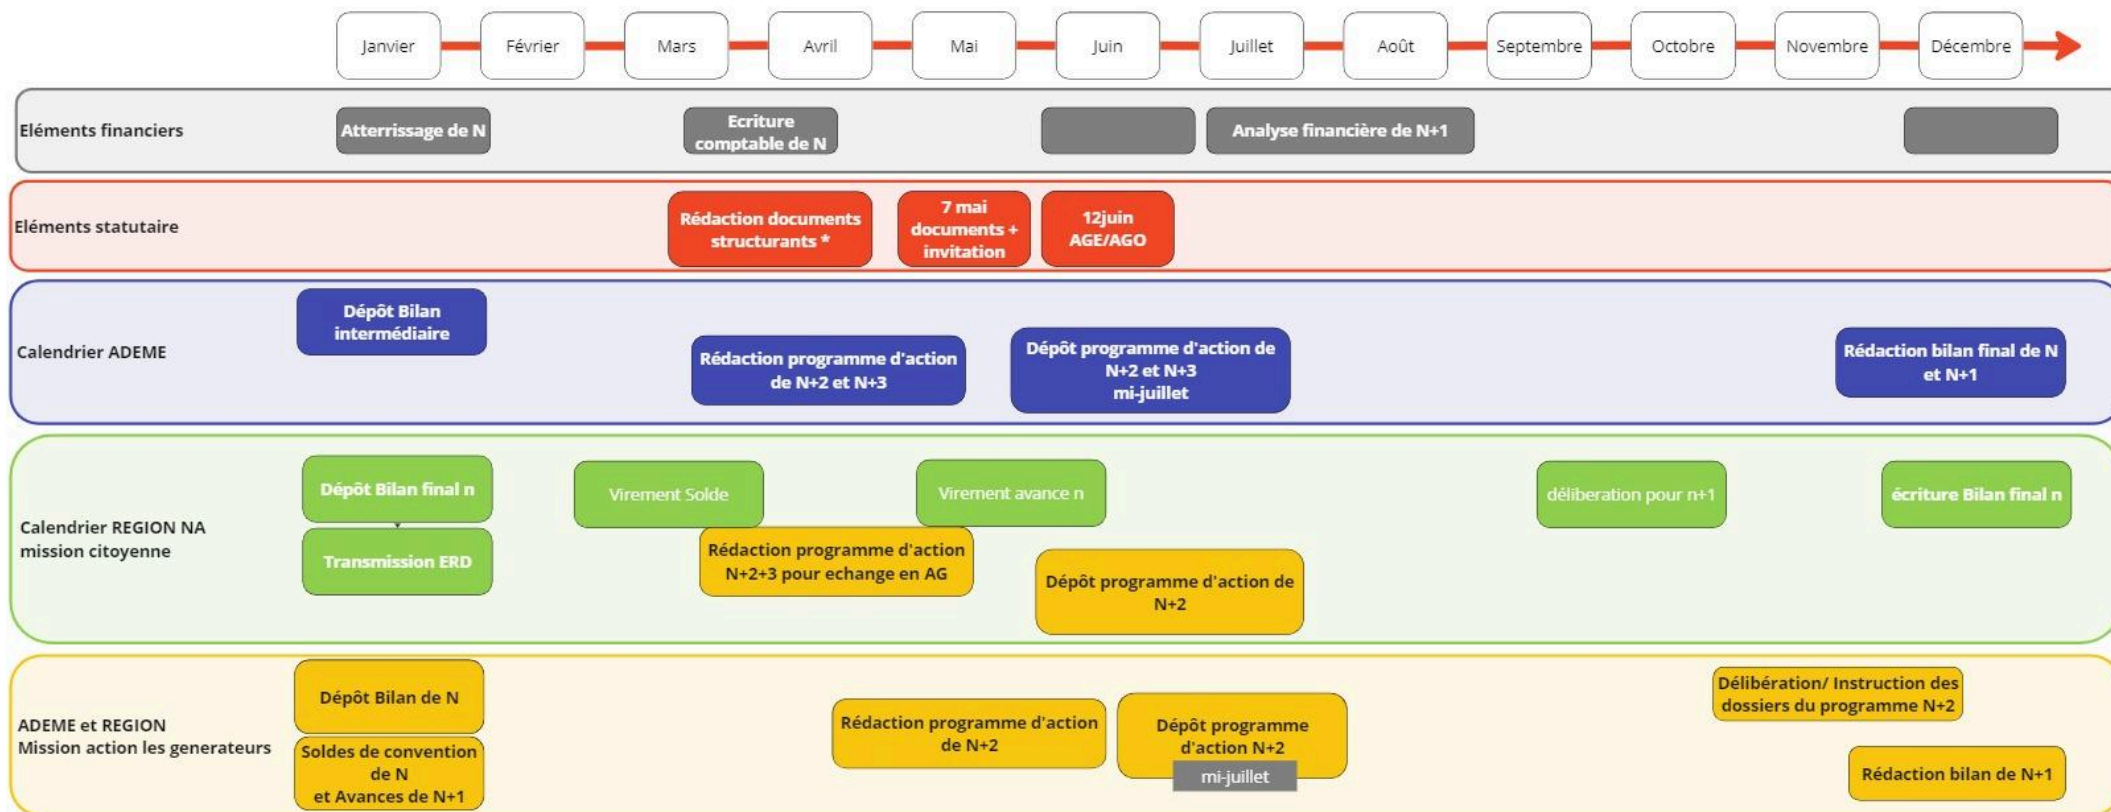 Janvier
Février
Mars
Avril
Mai
Juin
Juillet
Août
Septembre
Octobre
Novembre
Décembre
Eléments financiers
Atterrissage de N
Ecriture
comptable de N
Analyse financière de N+1
Eléments statutaire
Rédaction documents
structurants *
7 mai
documents +
invitation
12juin
AGE/AGO
Calendrier ADEME
Dépôt Bilan
intermédiaire
Rédaction programme d'action
de N+2 et N+3
Dépôt programme d'action de
N+2 et N+3
mi-juillet
Rédaction bilan final de N
et N+1
Calendrier REGION NA
mission citoyenne
Dépôt Bilan final n
Transmission ERD
Virement Solde
Virement avance n
déliberation pour n+1
écriture Bilan final n
Rédaction programme d'action
N+2+3 pour echange en AG
Dépôt programme d'action de
N+2
ADEME et REGION
Mission action les generateurs
Dépôt Bilan de N
Soldes de convention
de N
et Avances de N+1
Rédaction programme d'action
de N+2
Dépôt programme
d'action N+2
mi-juillet
Délibération/ Instruction des
dossiers du programme N+2
Rédaction bilan de N+1